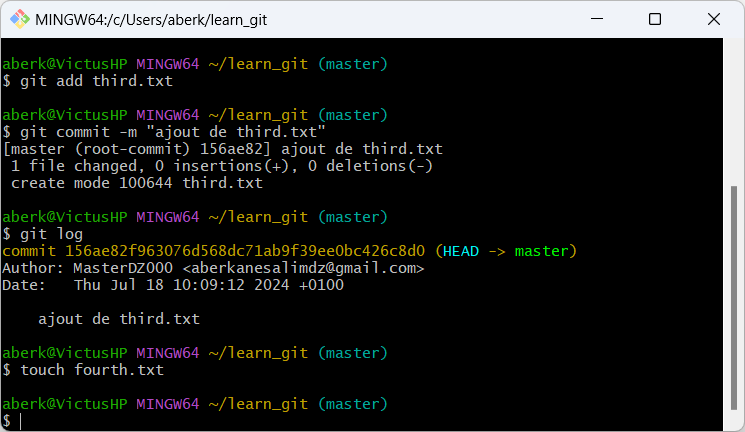 MINGW64:/c/Users/aberk/learn_git
aberk@VictusHP MINGW64 ~/learn_git (master)
$ git add third.txt
aberk@VictusHP MINGW64 ~/learn_git (master)
$ git commit -m "ajout de third.txt"
[master (root-commit) 156ae82] ajout de third.txt
 1 file changed, 0 insertions(+), 0 deletions(-)
 create mode 100644 third.txt
aberk@VictusHP MINGW64 ~/learn_git (master)
$ git log
commit 156ae82f963076d568dc71ab9f39ee0bc426c8d0 (HEAD -> master)
Author: MasterDZ000 <aberkanesalimdz@gmail.com>
Date:   Thu Jul 18 10:09:12 2024 +0100
    ajout de third.txt
aberk@VictusHP MINGW64 ~/learn_git (master)
$ touch fourth.txt
aberk@VictusHP MINGW64 ~/learn_git (master)
$